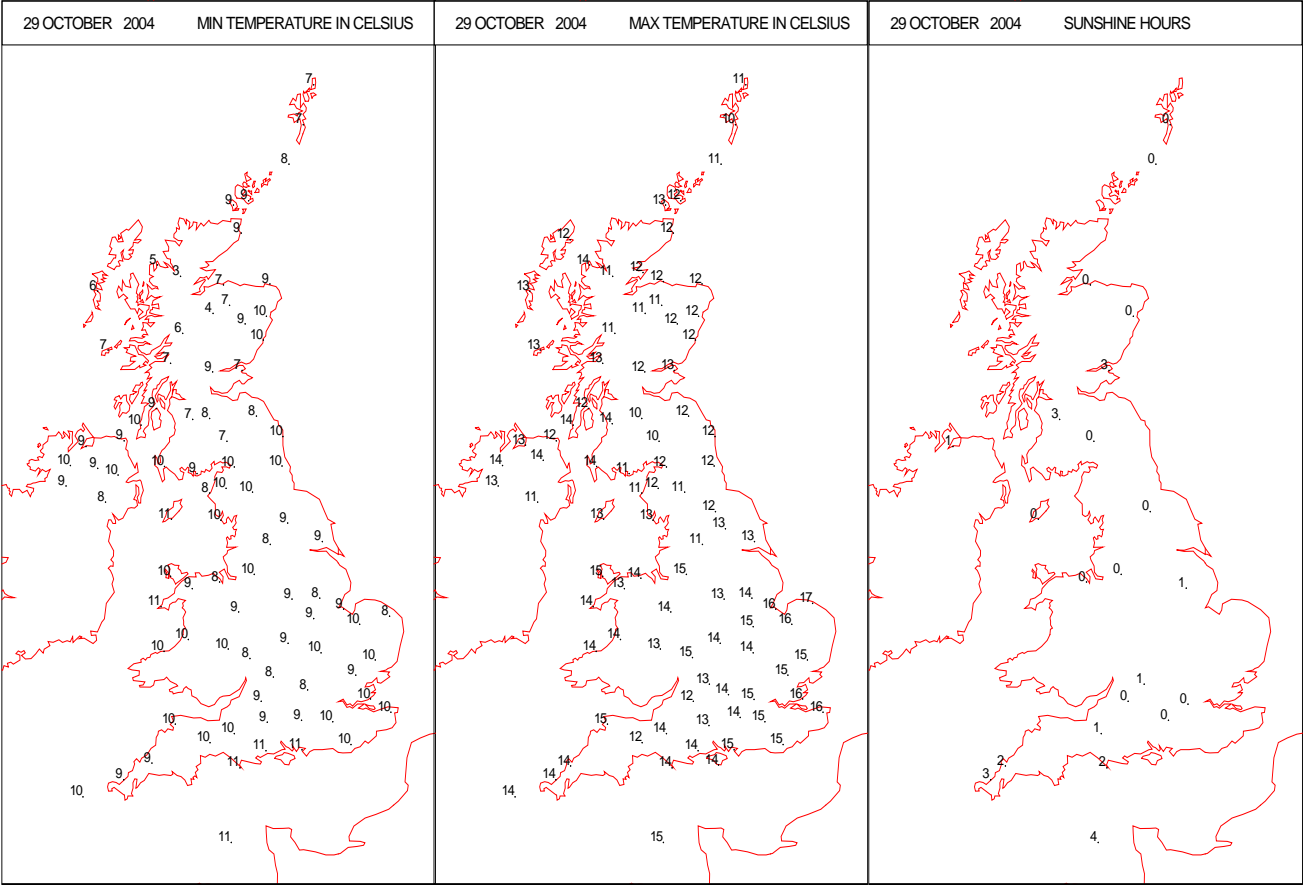 29 OCTOBER 2004 MIN TEMPERATURE IN CELSIUS
7.
7.
8.
9. 9.
9.
5. 3.
6. 7. 9.
4. 7. 10.
9.
6. 10.
7.
7. 9. 7.
9.
10. 7. 8. 8.
9. 9. 7. 10.
10. 9. 10. 10. 9. 10. 10.
9. 8. 10. 10.
8.
11. 10. 9.
8. 9.
10. 9. 8. 10.
11. 9. 9. 8. 9. 9. 8.
10.
10. 10. 10. 9. 10.
8. 10.
8. 9.
9. 8. 10.
10.
10. 10. 9. 9. 10.
10. 11. 11. 10.
9. 9. 11.
10.
11.
29 OCTOBER 2004 MAX TEMPERATURE IN CELSIUS
11.
10.
11.
13. 12.
12. 12.
14. 11. 12. 12. 12.
13.
11. 11. 12.
12.
11. 12.
13.
13. 12. 13.
12.
14. 14. 10. 12.
13. 12. 10. 12.
14. 14. 14. 11. 12. 12.
13. 11. 12. 11.
11.
13. 13. 12.
13.
11. 13.
15. 13. 14. 15.
14. 14. 13. 14. 16. 17.
15. 16.
14. 14. 13. 14. 14.
15. 15.
13. 15.
12. 14. 15. 16.
16.
15. 14. 13. 14. 15.
12. 14. 15. 15.
14. 14. 14. 14.
14.
15.
29 OCTOBER 2004 SUNSHINE HOURS
0.
0.
0.
0.
3.
3.
1. 0.
0. 0.
0. 0.
1.
1.
0. 0.
1. 0.
2. 2.
3.
4.